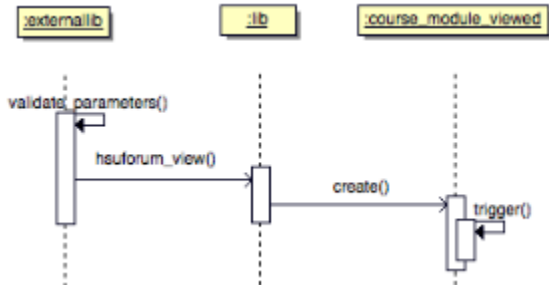 :externallib
:lib
:course_module_viewed
validate_parameters()
hsuforum_view()
create()
trigger()